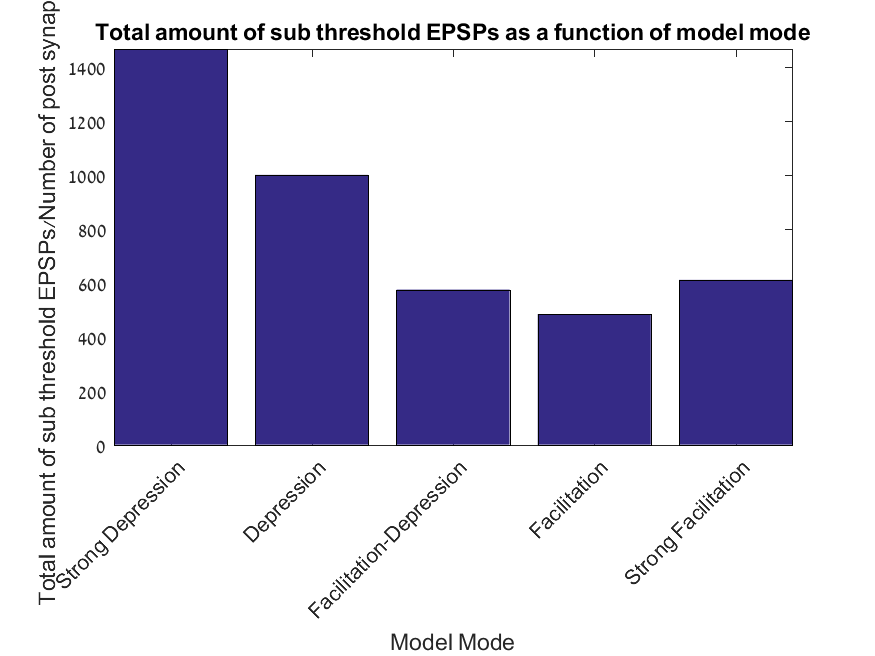 Total amount of sub threshold EPSPs as a function of model mode
Total amount of sub threshold EPSPs/Number of post synap
1400
1200
1000
800
600
400
200
0
Strong Depression
Depression
Facilitation-Depression
Facilitation
Strong Facilitation
Model Mode